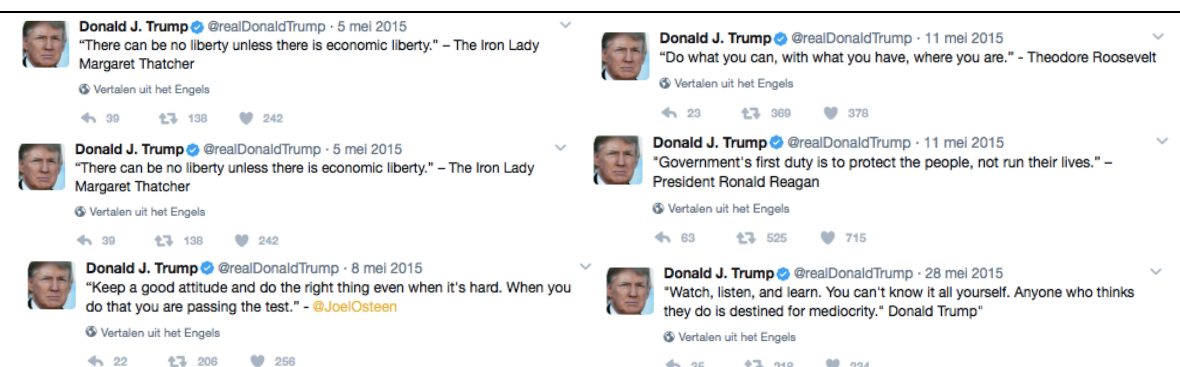 Donald J. Trump @realDonaldTrump · 5 mei 2015
“There can be no liberty unless there is economic liberty.” – The Iron Lady
Margaret Thatcher
Vertalen uit het Engels
39 138 242
Donald J. Trump @realDonaldTrump · 5 mei 2015
“There can be no liberty unless there is economic liberty.” – The Iron Lady
Margaret Thatcher
Vertalen uit het Engels
39 138 242
Donald J. Trump @realDonaldTrump · 8 mei 2015
“Keep a good attitude and do the right thing even when it's hard. When you
do that you are passing the test.” - @JoelOsteen
Vertalen uit het Engels
22 206 256
Donald J. Trump @realDonaldTrump · 11 mei 2015
“Do what you can, with what you have, where you are.” - Theodore Roosevelt
Vertalen uit het Engels
23 369 378
Donald J. Trump @realDonaldTrump · 11 mei 2015
"Government's first duty is to protect the people, not run their lives.” –
President Ronald Reagan
Vertalen uit het Engels
63 525 715
Donald J. Trump @realDonaldTrump · 28 mei 2015
"Watch, listen, and learn. You can't know it all yourself. Anyone who thinks
they do is destined for mediocrity." Donald Trump"
Vertalen uit het Engels